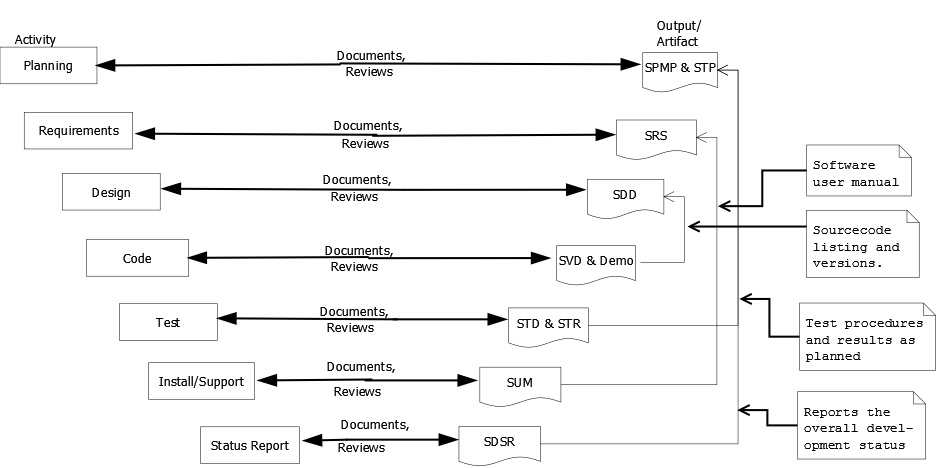 Output/
Artifact
Activity
Planning
Documents,
Reviews
SPMP & STP
Requirements
Documents,
Reviews
SRS
Software
user manual
Design
Documents,
Reviews
SDD
Sourcecode
listing and
versions.
Code
Documents,
Reviews
SVD & Demo
Test
Documents,
Reviews
STD & STR
Test procedures
and results as
planned
Install/Support
Documents,
Reviews
SUM
Reports the
overall devel-
opment status
Status Report
Documents,
Reviews
SDSR